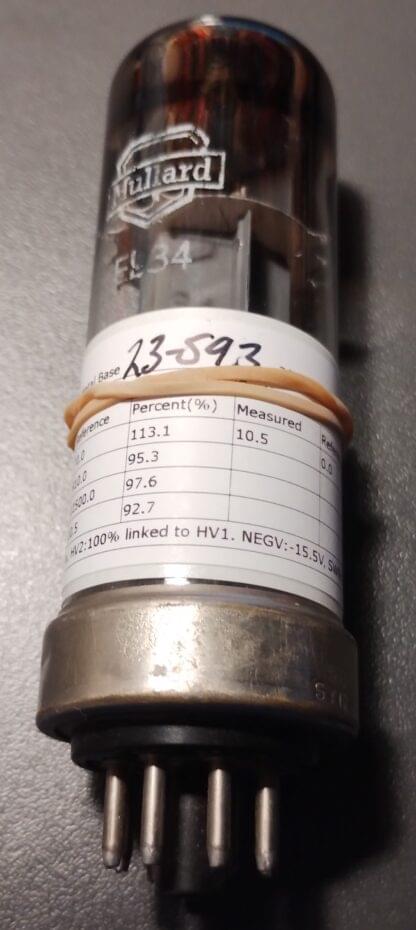 Mullard
EL34
Base 23-593
Percent(%) Measured
113.1 10.5 0.0
95.3
97.6
92.7
HV2:100% linked to HV1. NEGV:-15.5V,